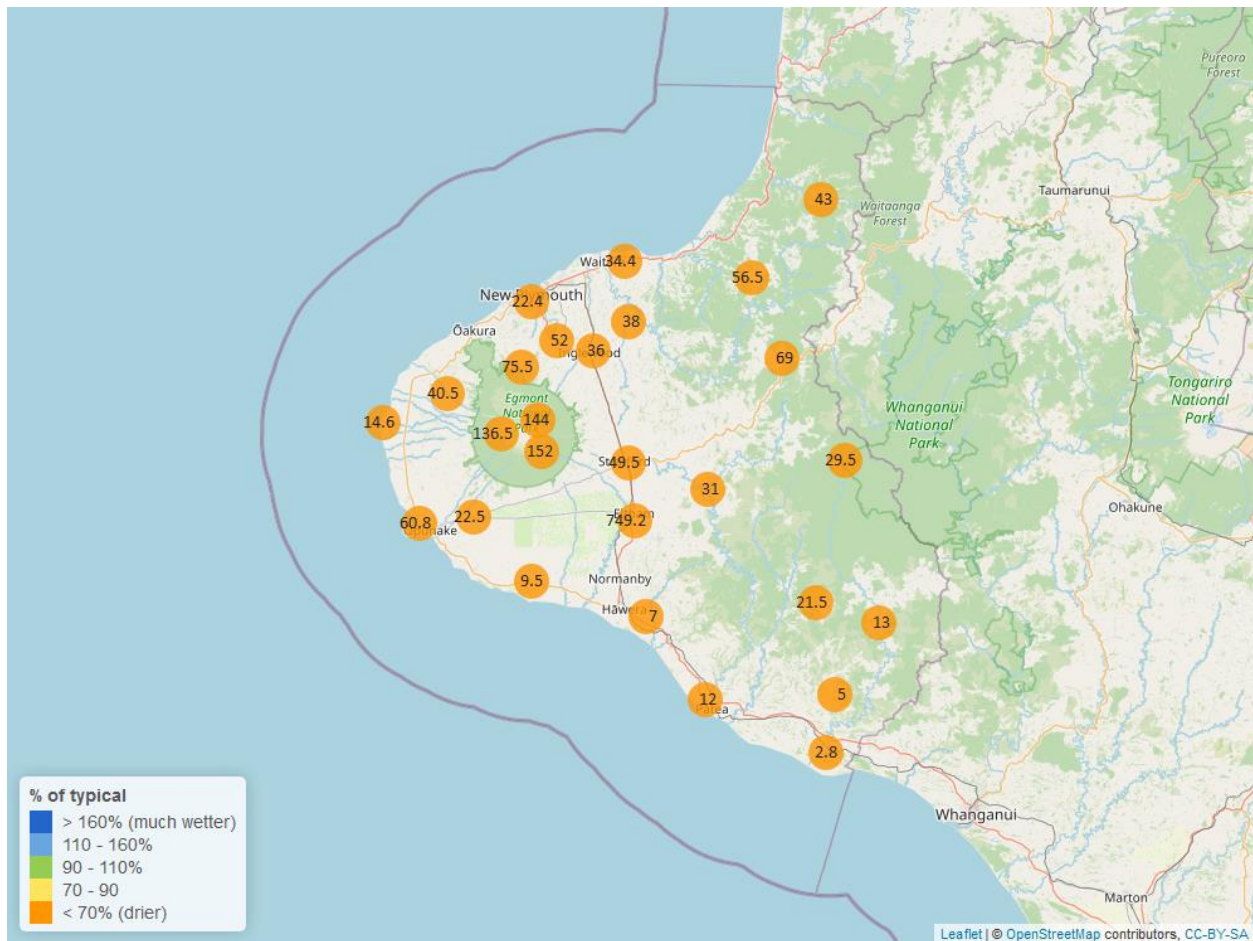 Pureora
Forest
Taumarunui
43
Waitaanga
Forest
34.4
56.5
New Plymouth
22.4
38
Ōakura
52
36
75.5
69
40.5
Egmont
144
Tongariro
National
Park
14.6
136.5
Whanganui
National
Park
152
49.5
29.5
31
Ohakune
60.8
22.5
749.2
9.5
Normanby
21.5
Hāwera
7
13
5
12
Patea
2.8
% of typical
> 160% (much wetter)
110 - 160%
90 - 110%
70 - 90
< 70% (drier)
Whanganui
Marton
Leaflet | © OpenStreetMap contributors, CC-BY-SA